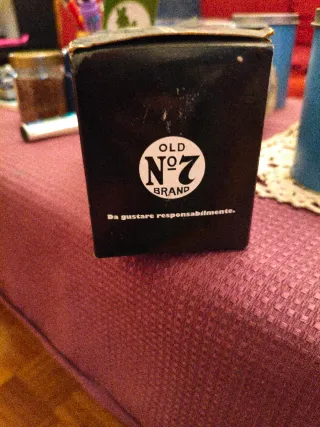 OLD
Nº7
BRAND
Da gustare responsabilmente.